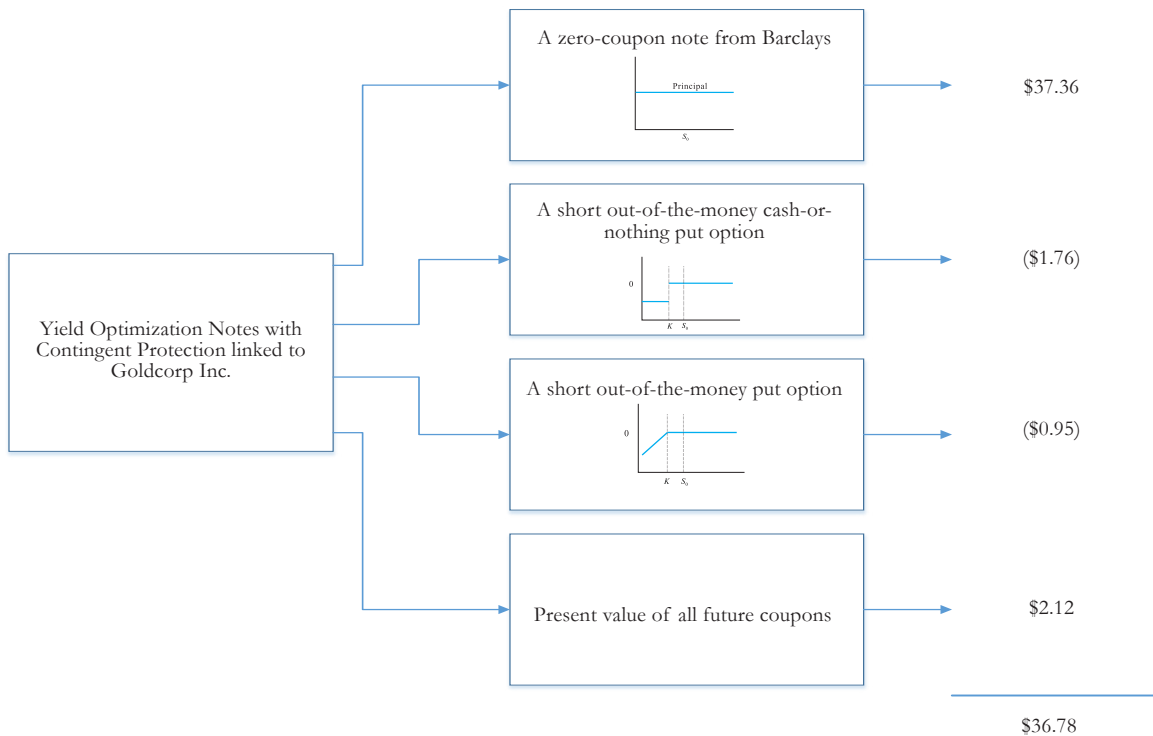 A zero-coupon note from Barclays
Principal
S0
$37.36
A short out-of-the-money cash-or-
nothing put option
0
K S0
($1.76)
Yield Optimization Notes with
Contingent Protection linked to
Goldcorp Inc.
A short out-of-the-money put option
0
K S0
($0.95)
Present value of all future coupons
$2.12
$36.78